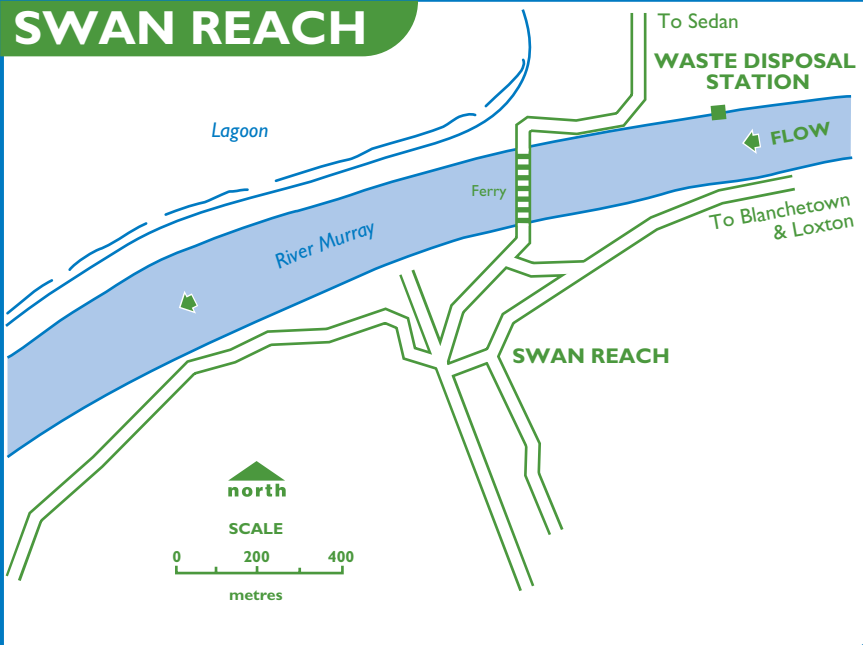 SWAN REACH
To Sedan
WASTE DISPOSAL
STATION
Lagoon
FLOW
Ferry
To Blanchetown
& Loxton
River Murray
SWAN REACH
north
SCALE
0 200 400
metres